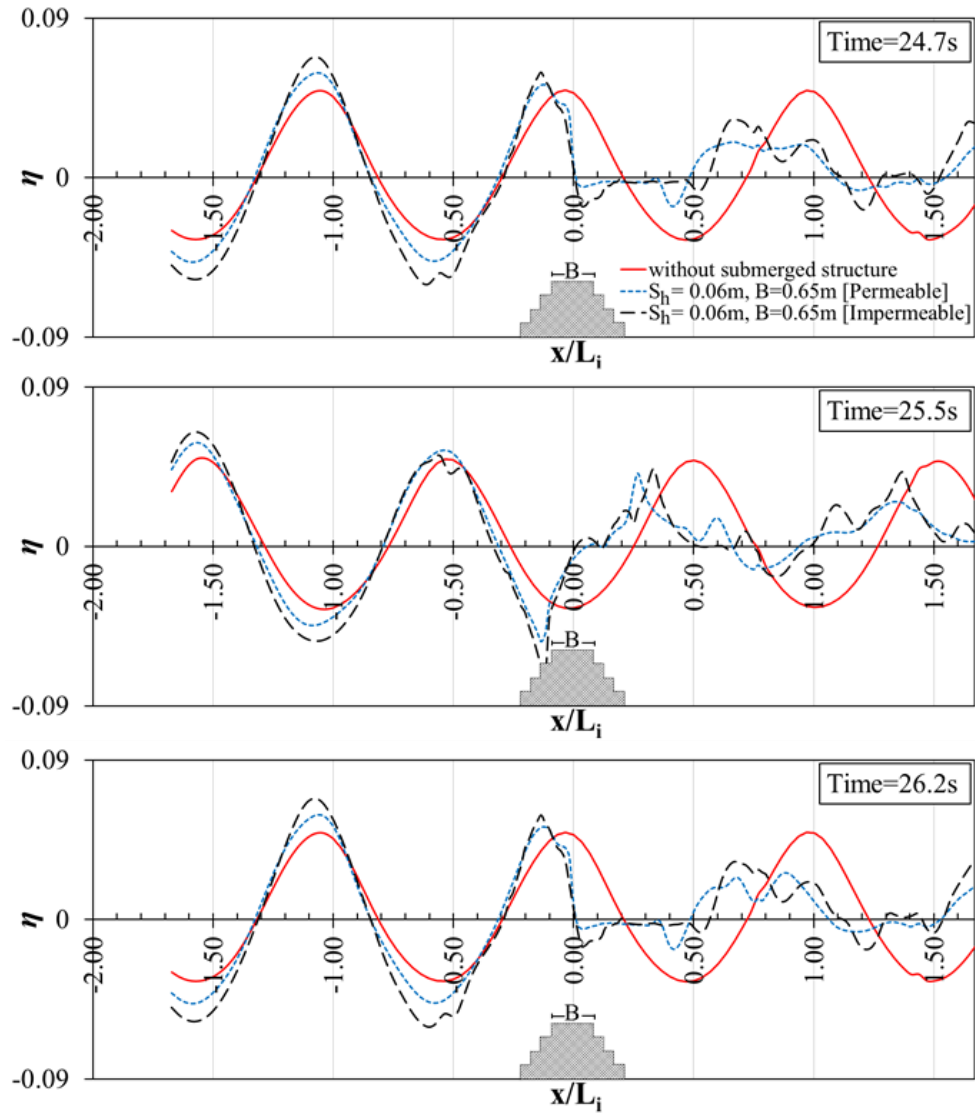 0.09
Time=24.7s
η
0
-2.00
-1.50
-1.00
-0.50
0.00
0.50
1.00
1.50
without submerged structure
B
Sh= 0.06m, B=0.65m [Permeable]
Sh= 0.06m, B=0.65m [Impermeable]
-0.09
x/Li
0.09
Time=25.5s
η
0
-2.00
-1.50
-1.00
-0.50
0.00
0.50
1.00
1.50
B
-0.09
x/Li
0.09
Time=26.2s
η
0
-2.00
-1.50
-1.00
-0.50
0.00
0.50
1.00
1.50
B
-0.09
x/Li